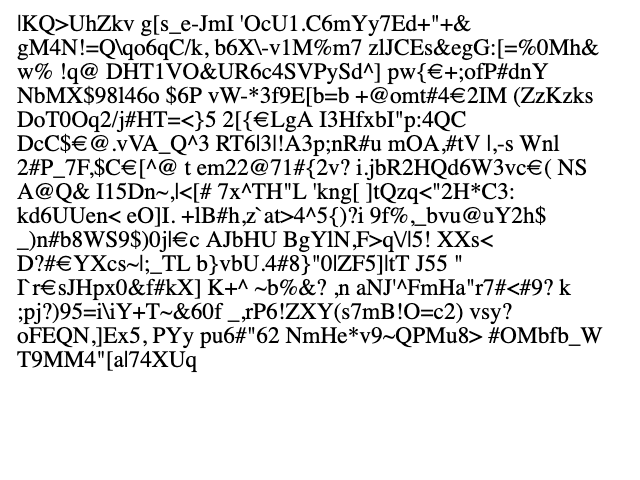 |KQ>UhZkv g[s_e-JmI 'OcU1.C6mYy7Ed+"+&
gM4N!=Q\qo6qC/k, b6X\-v1M%m7 zlJCEs&egG:[=%0Mh&
w% !q@ DHT1VO&UR6c4SVPySd^] pw{€+;ofP#dnY
NbMX$98l46o $6P vW-*3f9E[b=b +@omt#4€2IM (ZzKzks
DoT0Oq2/j#HT=<}5 2[{€LgA I3HfxbI"p:4QC
DcC$€@.vVA_Q^3 RT6|3|!A3p;nR#u mOA,#tV |,-s Wnl
2#P_7F,$C€[^@ t em22@71#{2v? i.jbR2HQd6W3vc€( NS
A@Q& I15Dn~,|<[# 7x^TH"L 'kng[ ]tQzq<"2H*C3:
kd6UUen< eO]I. +lB#h,z`at>4^5{)?i 9f%,_bvu@uY2h$
_)n#b8WS9$)0j|€c AJbHU BgYlN,F>q\/|5! XXs<
D?#€YXcs~|;_TL b}vbU.4#8}"0|ZF5]|tT J55 "
I`r€sJHpx0&f#kX] K+^ ~b%&? ,n aNJ'^FmHa"r7#<#9? k
;pj?)95=i\iY+T~&60f _,rP6!ZXY(s7mB!O=c2) vsy?
oFEQN,]Ex5, PYy pu6#"62 NmHe*v9~QPMu8> #OMbfb_W
T9MM4"[a|74XUq